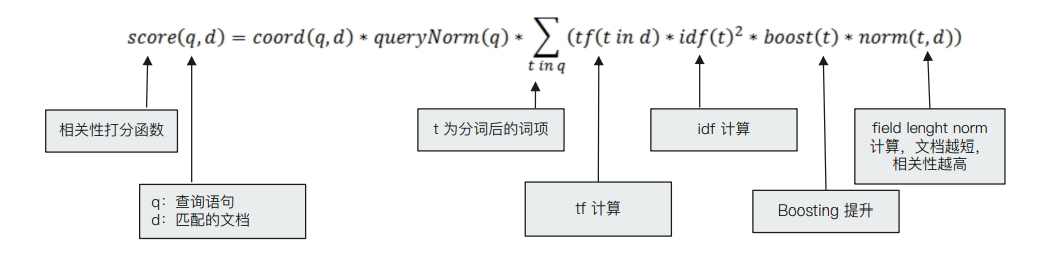 score(q,d) = coord(q,d) * queryNorm(q) * ∑ (tf(t in d) * idf(t)² * boost(t) * norm(t,d))
t in q
相关性打分函数
t 为分词后的词项
idf 计算
field lenght norm
计算，文档越短，
相关性越高
q：查询语句
d：匹配的文档
tf 计算
Boosting 提升